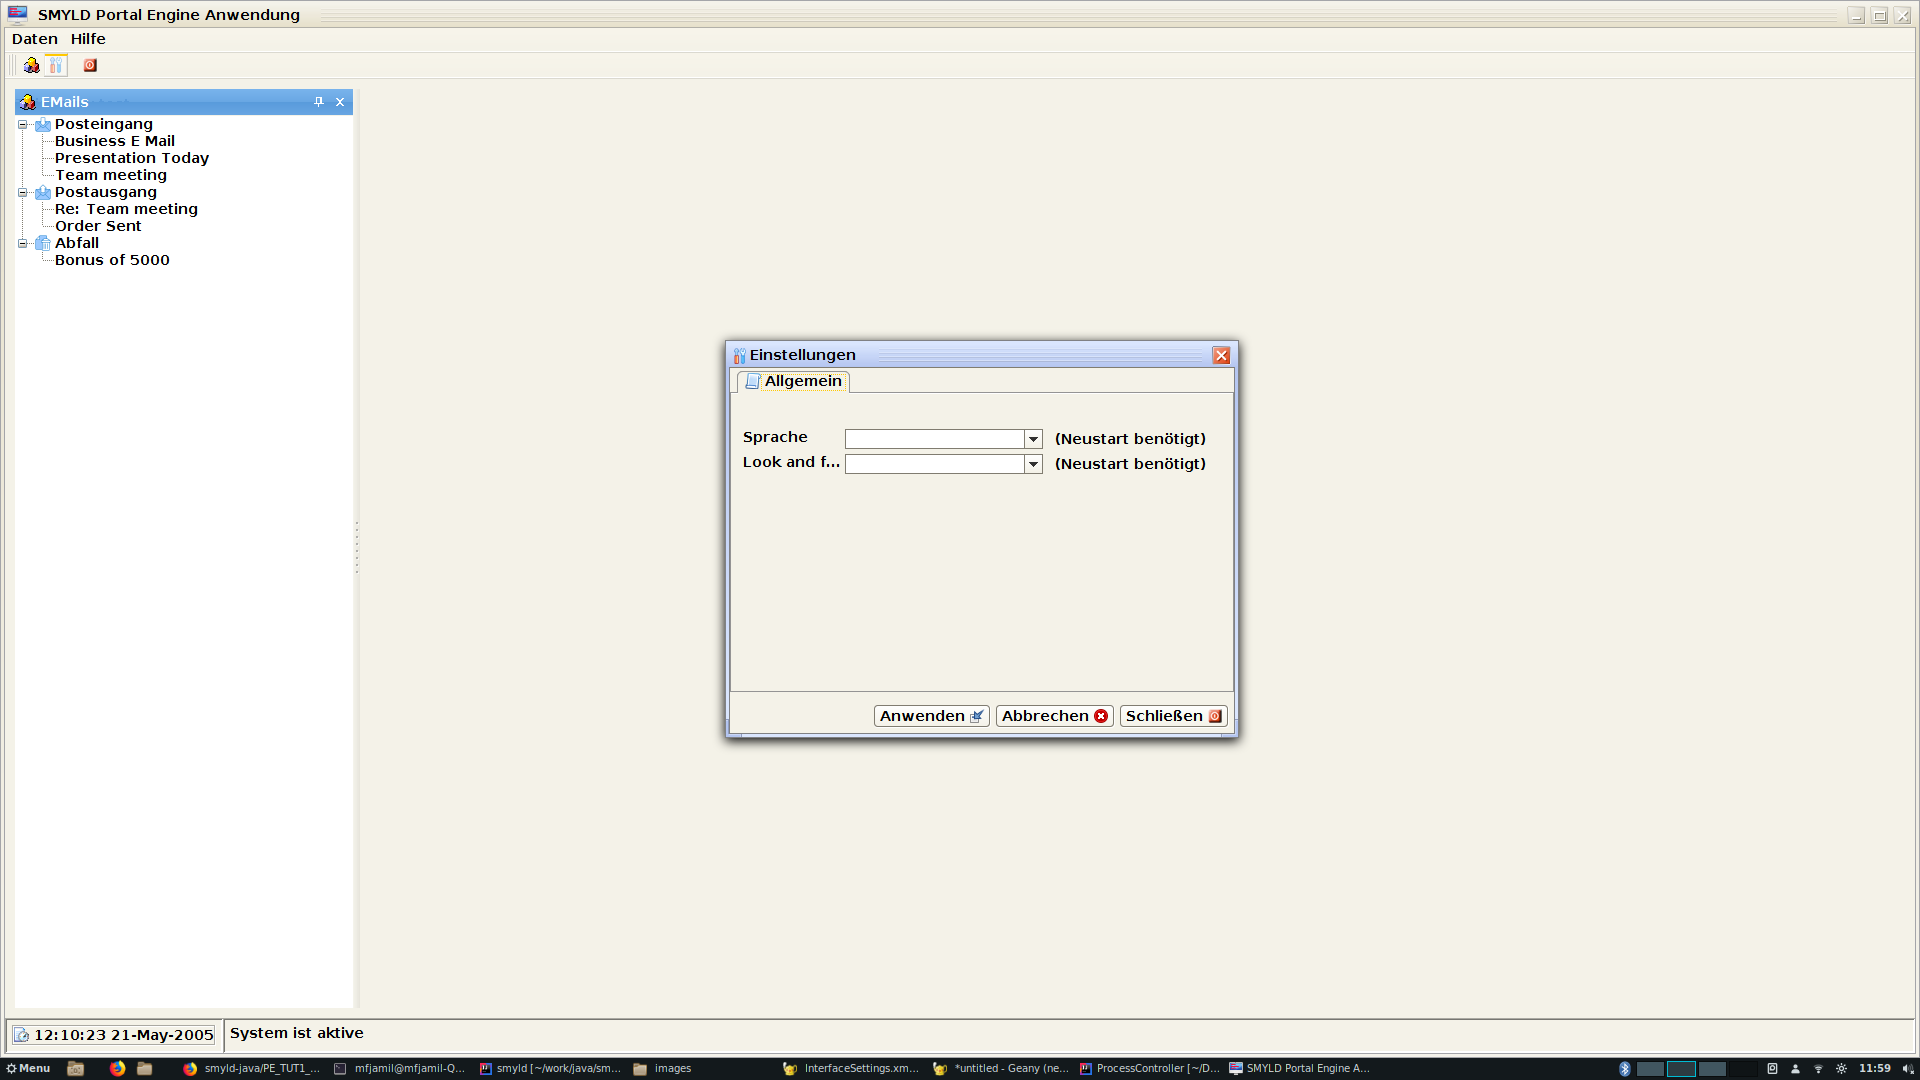 SMYLD Portal Engine Anwendung
Daten Hilfe
EMails
Posteingang
Business E Mail
Presentation Today
Team meeting
Postausgang
Re: Team meeting
Order Sent
Abfall
Bonus of 5000
Einstellungen
Allgemein
Sprache (Neustart benötigt)
Look and f... (Neustart benötigt)
Anwenden Abbrechen Schließen
12:10:23 21-May-2005 System ist aktive
Menu smyld-java/PE_TUT1_... mfjamil@mfjamil-Q... smyld [~/work/java/sm... images InterfaceSettings.xm... *untitled - Geany (ne... ProcessController [~/D... SMYLD Portal Engine A... 11:59